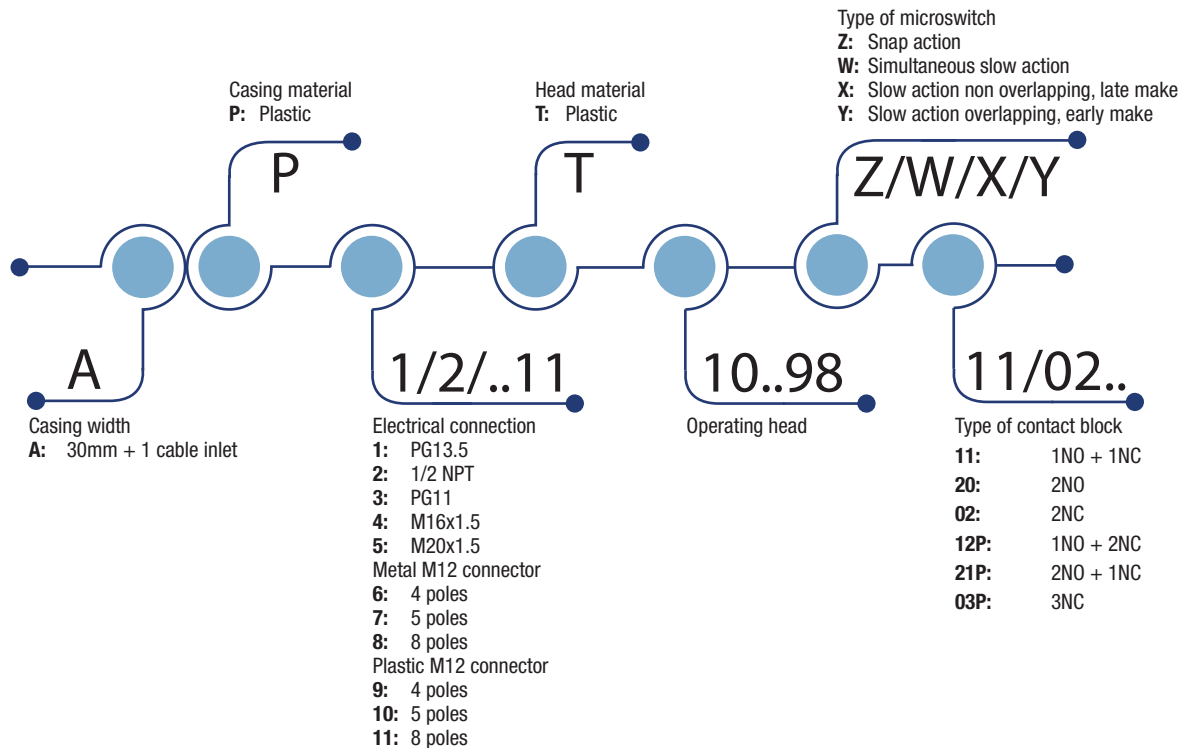 Type of microswitch
Z: Snap action
W: Simultaneous slow action
X: Slow action non overlapping, late make
Y: Slow action overlapping, early make
Casing material
P: Plastic
Head material
T: Plastic
P
T
Z/W/X/Y
A
1/2/..11
10..98
11/02..
Casing width
A: 30mm + 1 cable inlet
Electrical connection
1: PG13.5
2: 1/2 NPT
3: PG11
4: M16x1.5
5: M20x1.5
Metal M12 connector
6: 4 poles
7: 5 poles
8: 8 poles
Plastic M12 connector
9: 4 poles
10: 5 poles
11: 8 poles
Operating head
Type of contact block
11: 1NO + 1NC
20: 2NO
02: 2NC
12P: 1NO + 2NC
21P: 2NO + 1NC
03P: 3NC